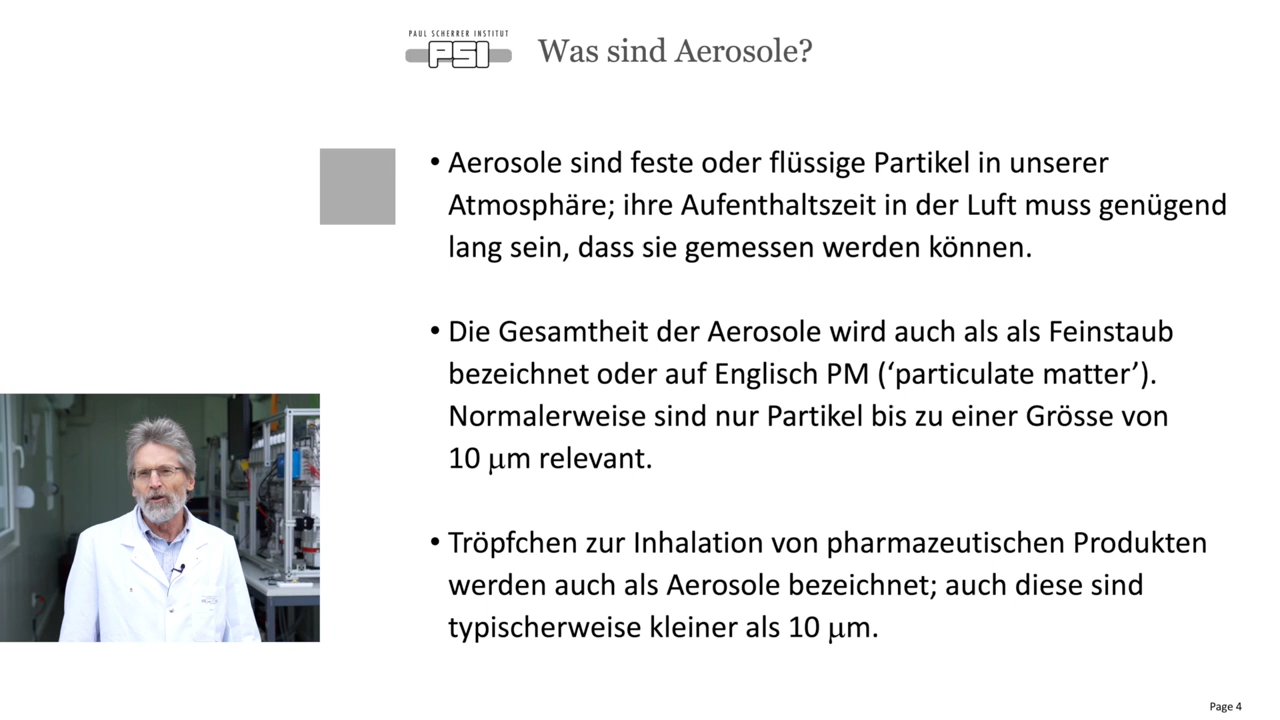 PAUL SCHERRER INSTITUT
PSI
Was sind Aerosole?
• Aerosole sind feste oder flüssige Partikel in unserer
Atmosphäre; ihre Aufenthaltszeit in der Luft muss genügend
lang sein, dass sie gemessen werden können.
• Die Gesamtheit der Aerosole wird auch als als Feinstaub
bezeichnet oder auf Englisch PM (‘particulate matter’).
Normalerweise sind nur Partikel bis zu einer Grösse von
10 μm relevant.
• Tröpfchen zur Inhalation von pharmazeutischen Produkten
werden auch als Aerosole bezeichnet; auch diese sind
typischerweise kleiner als 10 μm.
Page 4